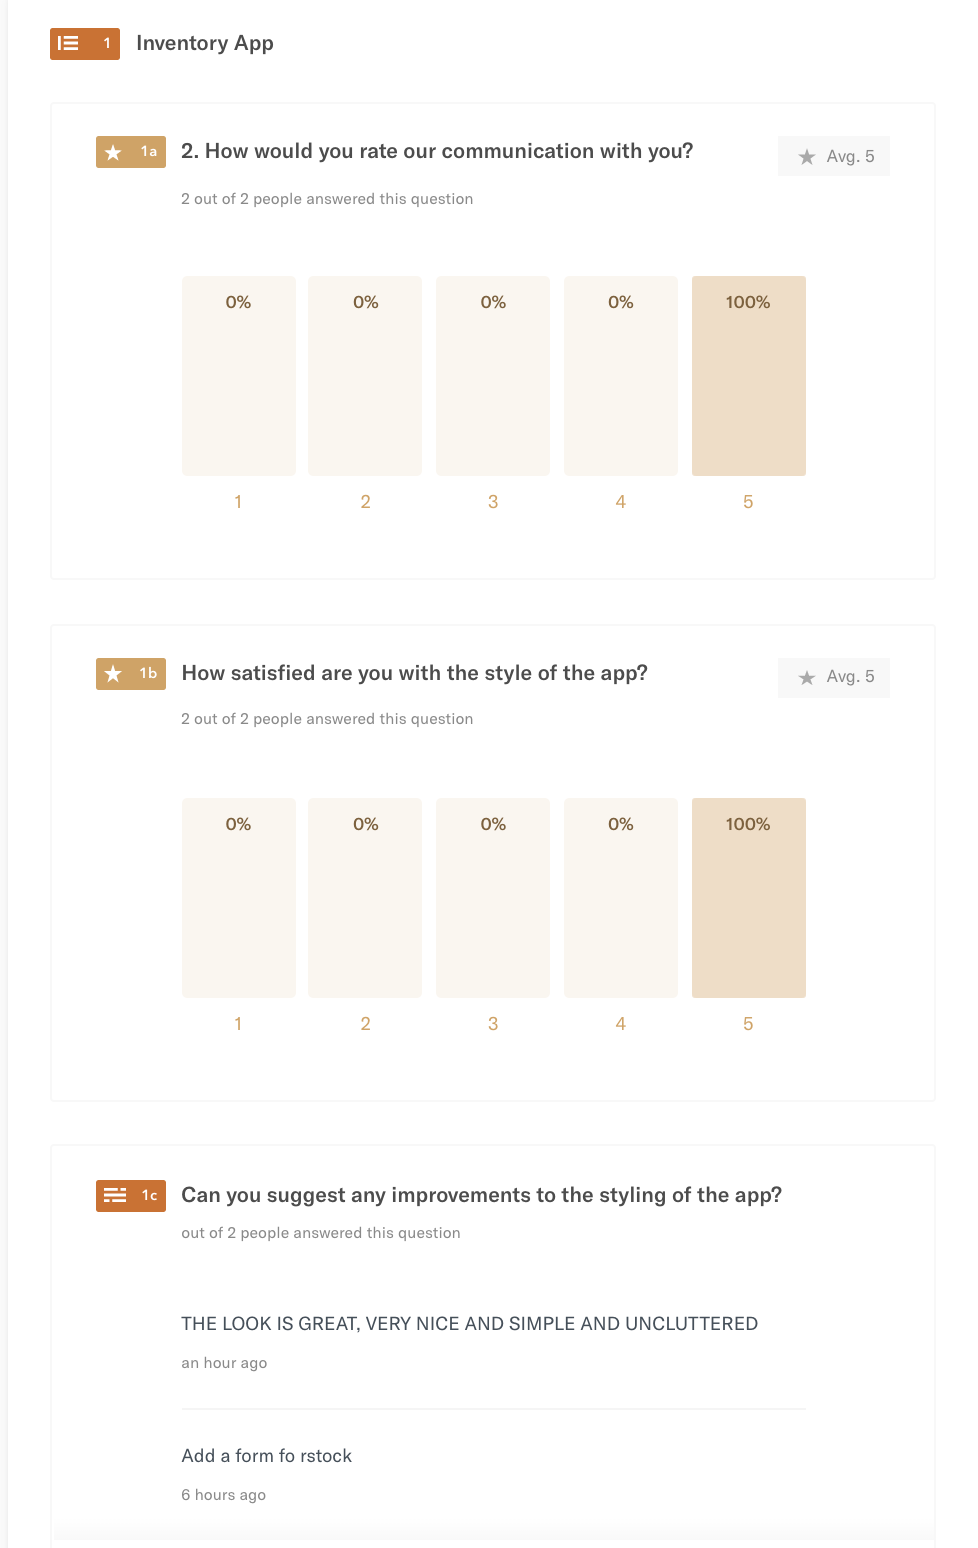 1 Inventory App
1a 2. How would you rate our communication with you? Avg. 5
2 out of 2 people answered this question
0% 0% 0% 0% 100%
1 2 3 4 5
1b How satisfied are you with the style of the app? Avg. 5
2 out of 2 people answered this question
0% 0% 0% 0% 100%
1 2 3 4 5
1c Can you suggest any improvements to the styling of the app?
out of 2 people answered this question
THE LOOK IS GREAT, VERY NICE AND SIMPLE AND UNCLUTTERED
an hour ago
Add a form fo rstock
6 hours ago